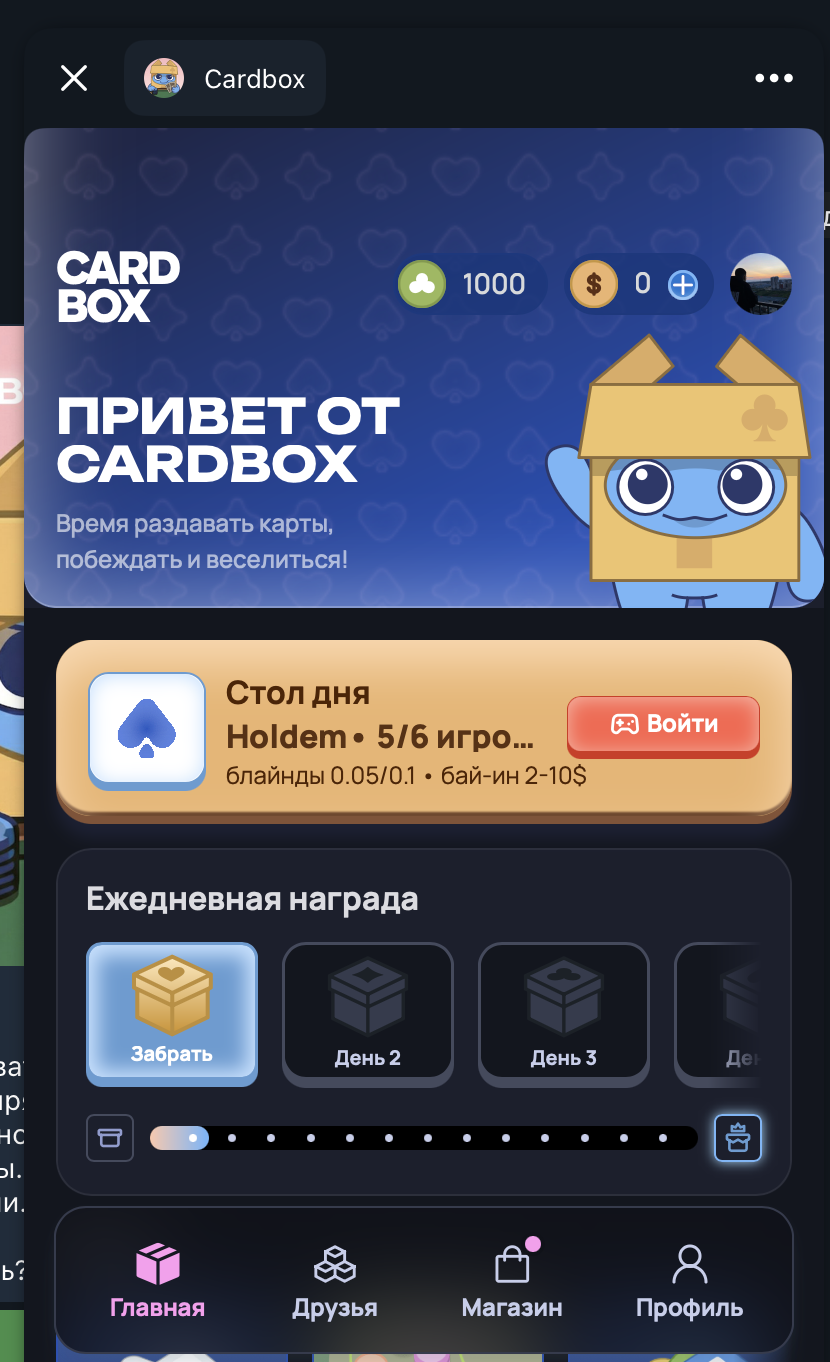 Cardbox
CARD
BOX
1000
$ 0
ПРИВЕТ ОТ
CARDBOX
Время раздавать карты,
побеждать и веселиться!
Стол дня
Holdem • 5/6 игро...
Войти
блайнды 0.05/0.1 • бай-ин 2-10$
Ежедневная награда
Забрать
День 2
День 3
Главная
Друзья
Магазин
Профиль